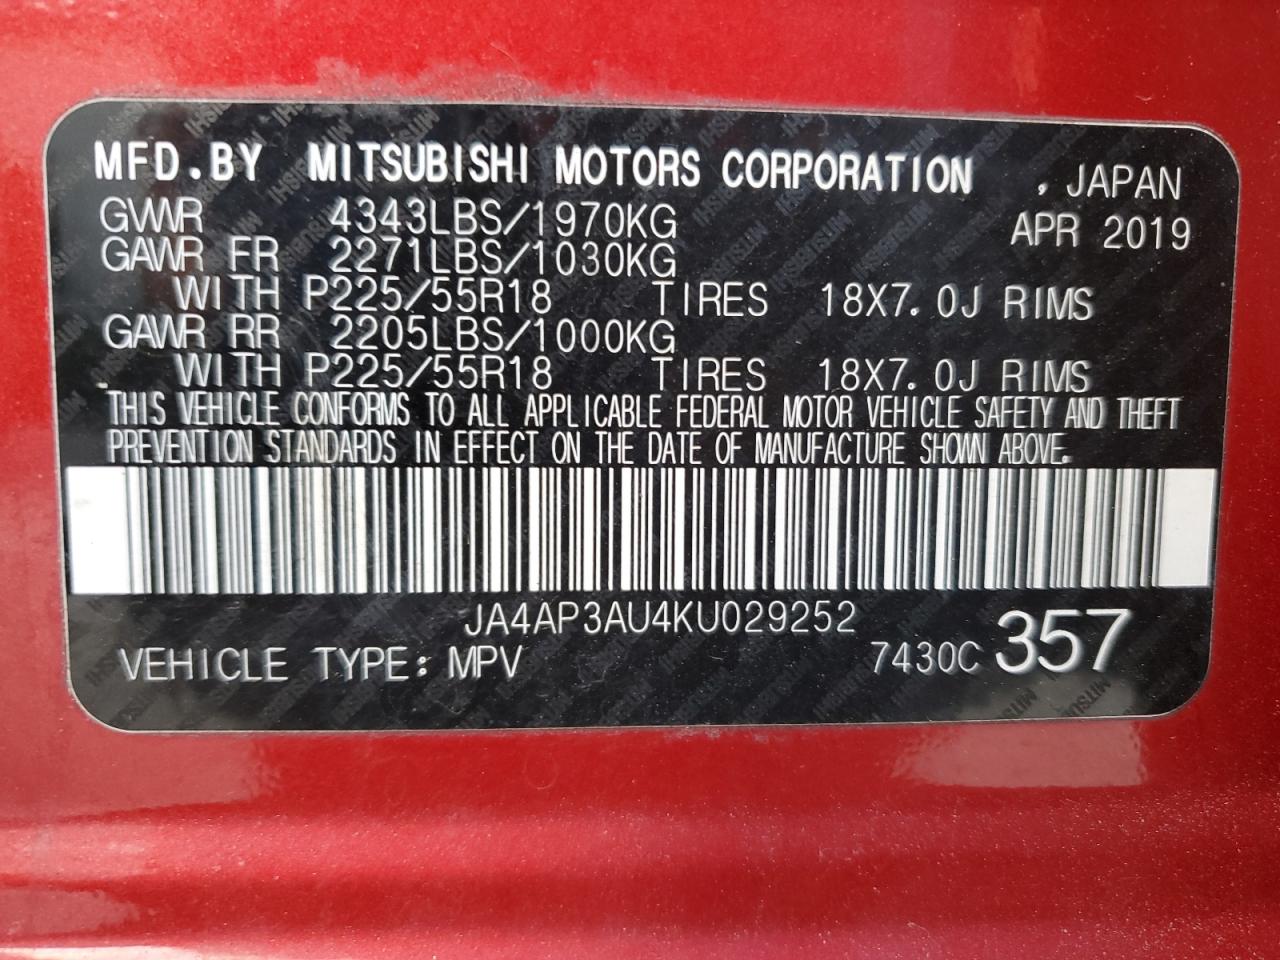 MFD.BY MITSUBISHI MOTORS CORPORATION , JAPAN
GVWR 4343LBS/1970KG APR 2019
GAWR FR 2271LBS/1030KG
WITH P225/55R18 TIRES 18X7.0J RIMS
GAWR RR 2205LBS/1000KG
WITH P225/55R18 TIRES 18X7.0J RIMS
THIS VEHICLE CONFORMS TO ALL APPLICABLE FEDERAL MOTOR VEHICLE SAFETY AND THEFT
PREVENTION STANDARDS IN EFFECT ON THE DATE OF MANUFACTURE SHOWN ABOVE.
JA4AP3AU4KU029252
VEHICLE TYPE: MPV 7430C 357